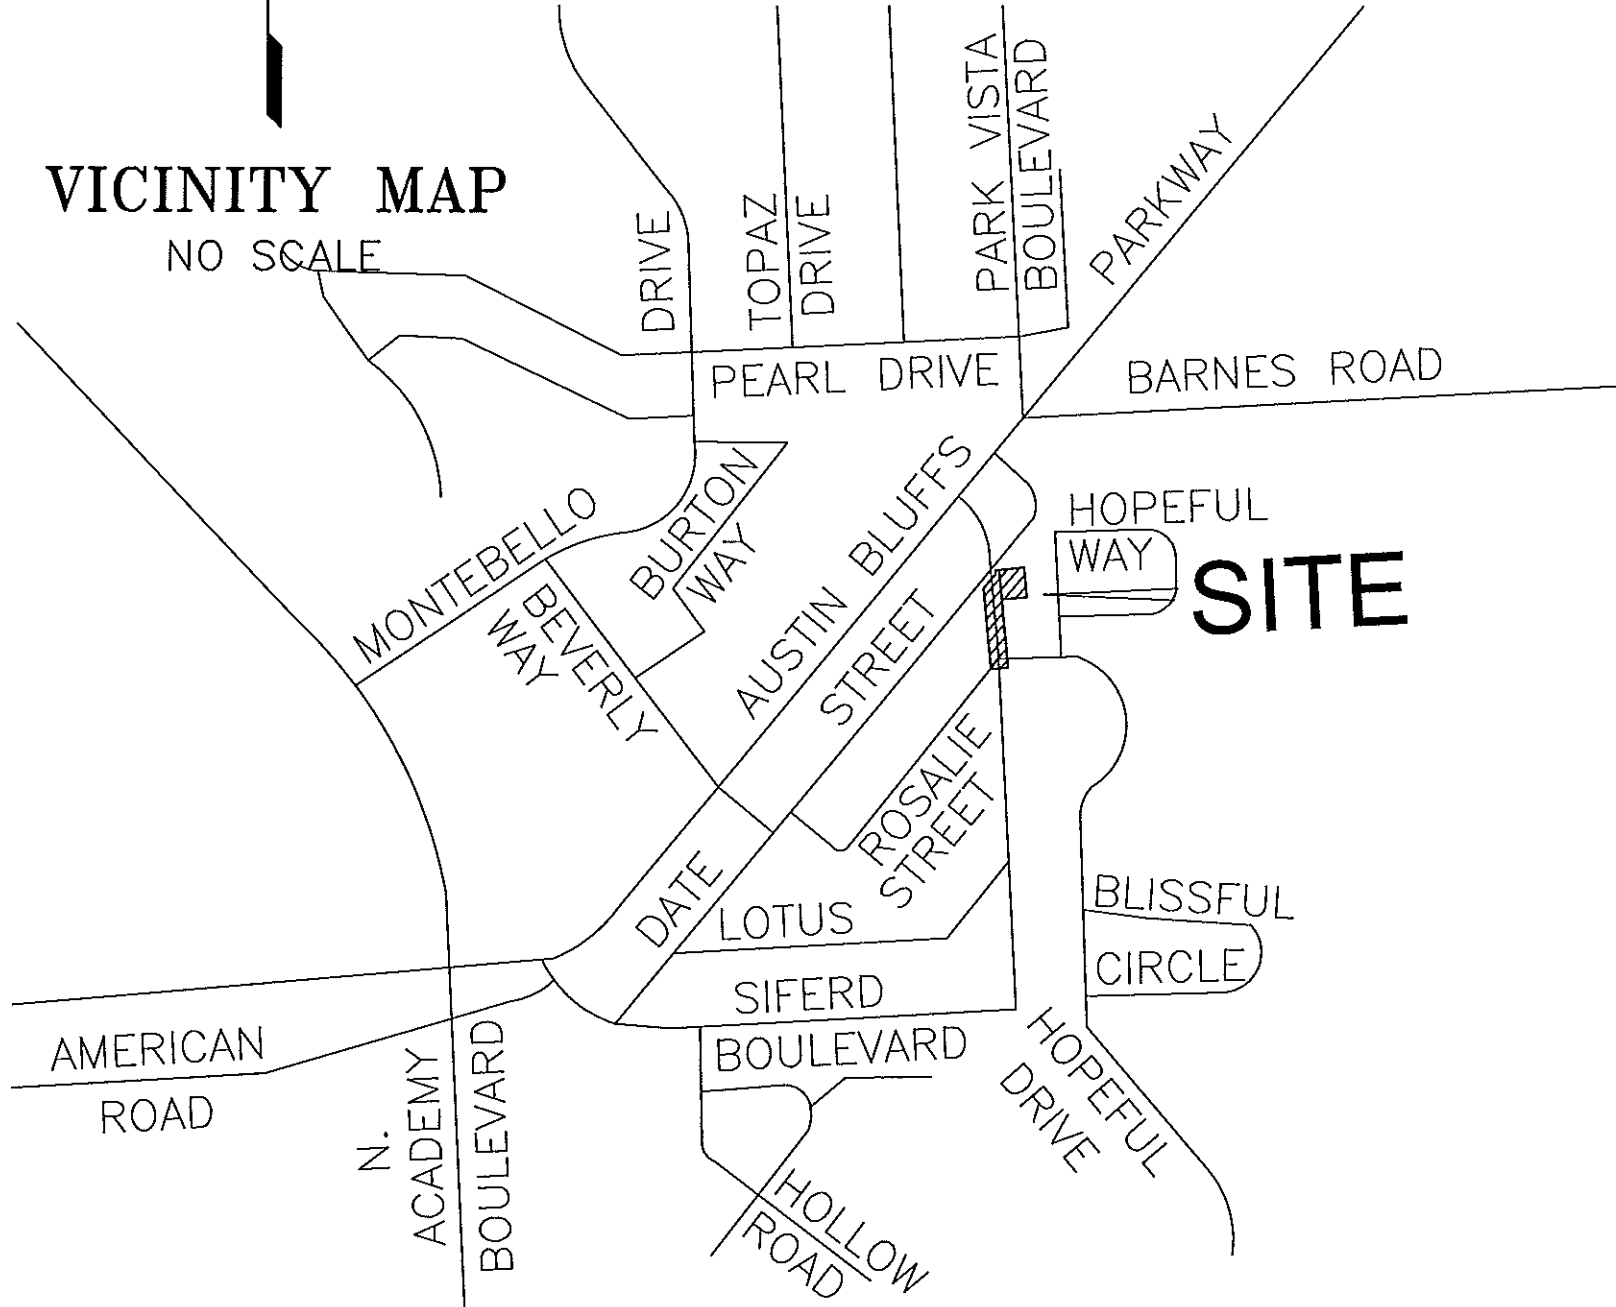 VICINITY MAP
NO SCALE
DRIVE
TOPAZ
DRIVE
PARK VISTA
BOULEVARD
PARKWAY
PEARL DRIVE
BARNES ROAD
MONTEBELLO
BURTON
WAY
BEVERLY
WAY
AUSTIN BLUFFS
STREET
HOPEFUL
WAY
SITE
ROSALIE
STREET
DATE
LOTUS
BLISSFUL
CIRCLE
SIFERD
BOULEVARD
AMERICAN
ROAD
N.
ACADEMY
BOULEVARD
HOPEFUL
DRIVE
HOLLOW
ROAD